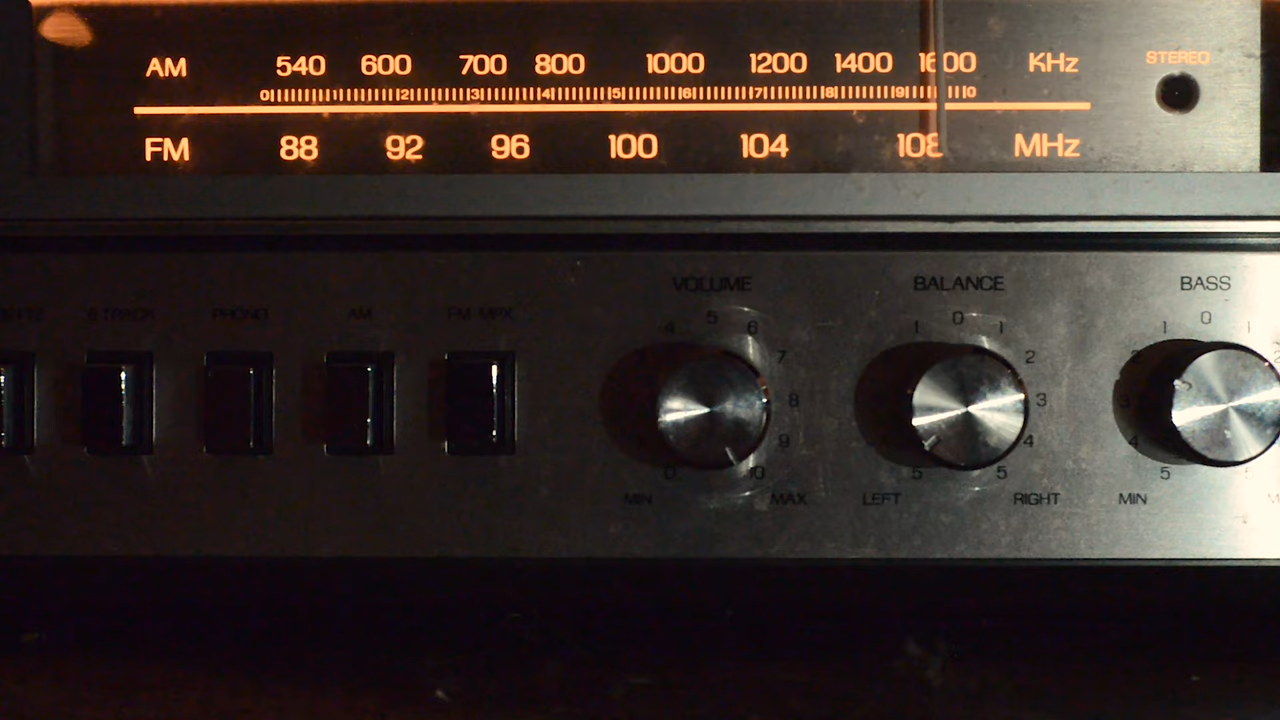 AM 540 600 700 800 1000 1200 1400 1600 KHz STEREO
0 1 2 3 4 5 6 7 8 9 0
FM 88 92 96 100 104 108 MHz
VOLUME BALANCE BASS
8 TRACK PHONO AM FM MPX
4 5 6 1 0 1 1 0 1
7 2 2 2
8 3 3
9 4 4
0 10 5 5 5
MIN MAX LEFT RIGHT MIN